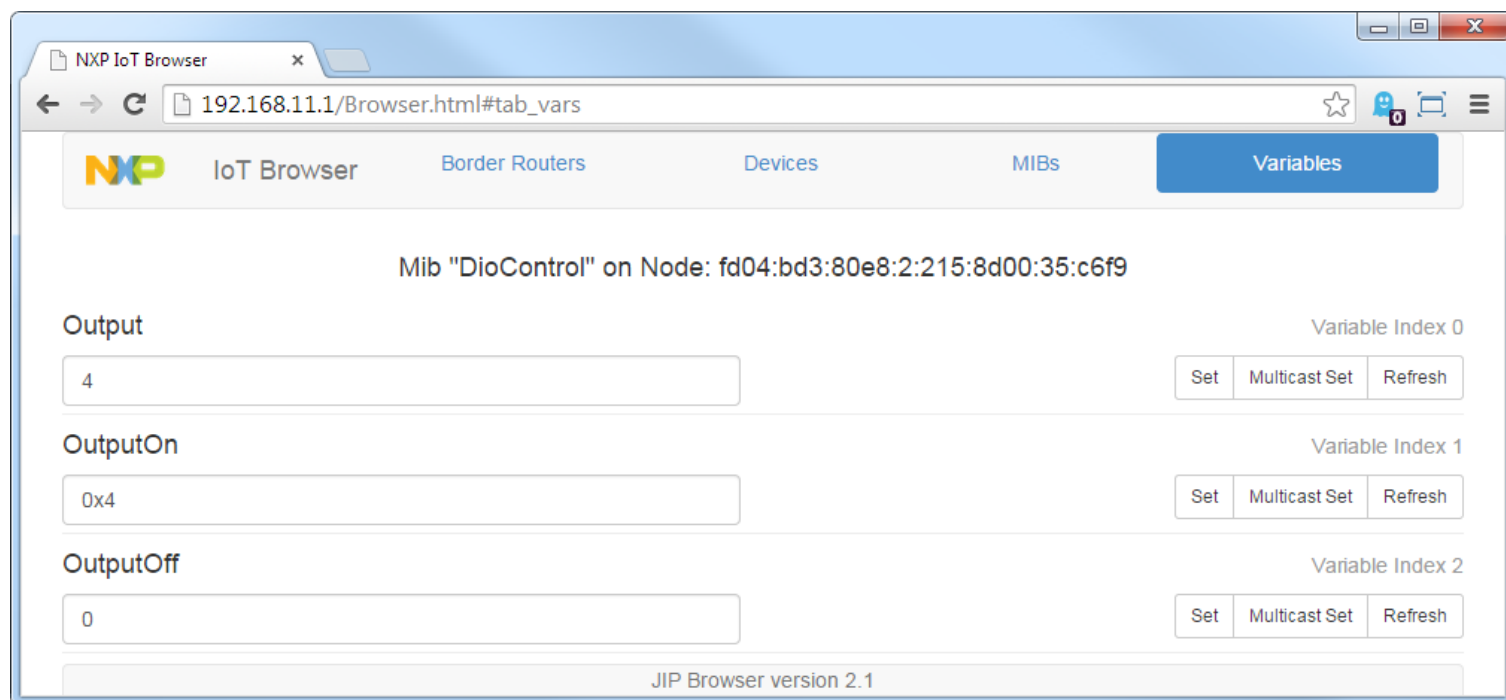 NXP IoT Browser
192.168.11.1/Browser.html#tab_vars
0
NXP IoT Browser Border Routers Devices MIBs Variables
Mib "DioControl" on Node: fd04:bd3:80e8:2:215:8d00:35:c6f9
Output Variable Index 0
4 Set Multicast Set Refresh
OutputOn Variable Index 1
0x4 Set Multicast Set Refresh
OutputOff Variable Index 2
0 Set Multicast Set Refresh
JIP Browser version 2.1